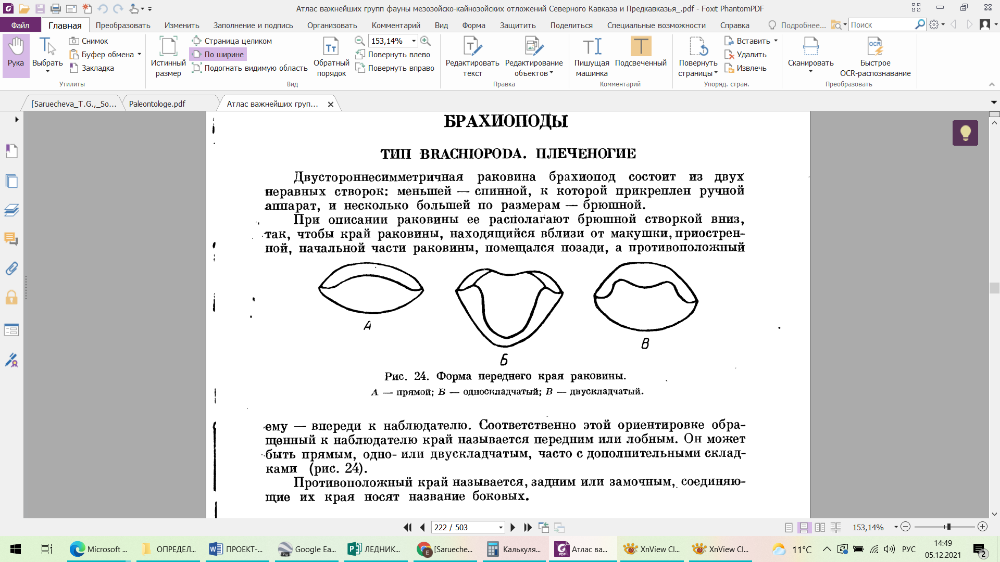 Атлас важнейших групп фауны мезозойско-кайнозойских отложений Северного Кавказа и Предкавказья_.pdf - Foxit PhantomPDF
Файл Главная Преобразовать Изменить Заполнение и подпись Организовать Комментарий Вид Форма Защитить Поделиться Специальные возможности Справка Подробнее... Поиск
Рука
Выбрать
Снимок
Буфер обмена
Закладка
Утилиты
Истинный
размер
Страница целиком
По ширине
Подогнать видимую область
Обратный
порядок
153,14%
Повернуть влево
Повернуть вправо
Вид
Редактировать
текст
Редактирование
объектов
Правка
Пишущая
машинка
Подсвеченный
Комментарий
Повернуть
страницы
Вставить
Удалить
Извлечь
Упоряд. стран.
Сканировать
Быстрое
OCR-распознавание
Преобразовать
[Saruecheva_T.G.,_So... Paleontologe.pdf Атлас важнейших груп...
БРАХИОПОДЫ
ТИП BRACHIOPODA. ПЛЕЧЕНОГИЕ
Двустороннесимметричная раковина брахиопод состоит из двух
неравных створок: меньшей — спинной, к которой прикреплен ручной
аппарат, и несколько большей по размерам — брюшной.
При описании раковины ее располагают брюшной створкой вниз,
так, чтобы край раковины, находящийся вблизи от макушки, приострен-
ной, начальной части раковины, помещался позади, а противоположный
А
Б
В
Рис. 24. Форма переднего края раковины.
А — прямой; Б — односкладчатый; В — двускладчатый.
ему — впереди к наблюдателю. Соответственно этой ориентировке обра-
щенный к наблюдателю край называется передним или лобным. Он может
быть прямым, одно- или двускладчатым, часто с дополнительными склад-
ками (рис. 24).
Противоположный край называется, задним или замочным, соединяю-
щие их края носят название боковых.
222 / 503
153,14%
Microsoft ... ОПРЕДЕЛ... ПРОЕКТ-... Google Ea... ЛЕДНИК... [Sarueche... Калькуля... Атлас ва... XnView Cl... XnView Cl... 11°C РУС
14:49
05.12.2021
2